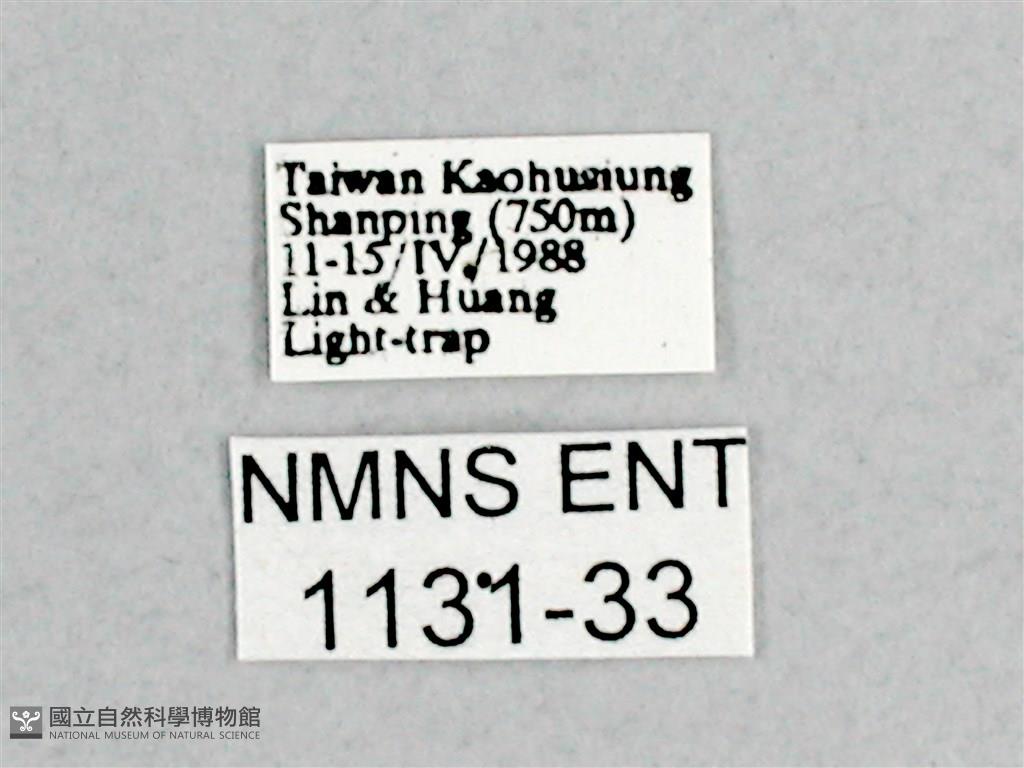 Taiwan Kaohusiung
Shanping (750m)
11-15/IV/1988
Lin & Huang
Light-trap
NMNS ENT
1131-33
國立自然科學博物館
NATIONAL MUSEUM OF NATURAL SCIENCE